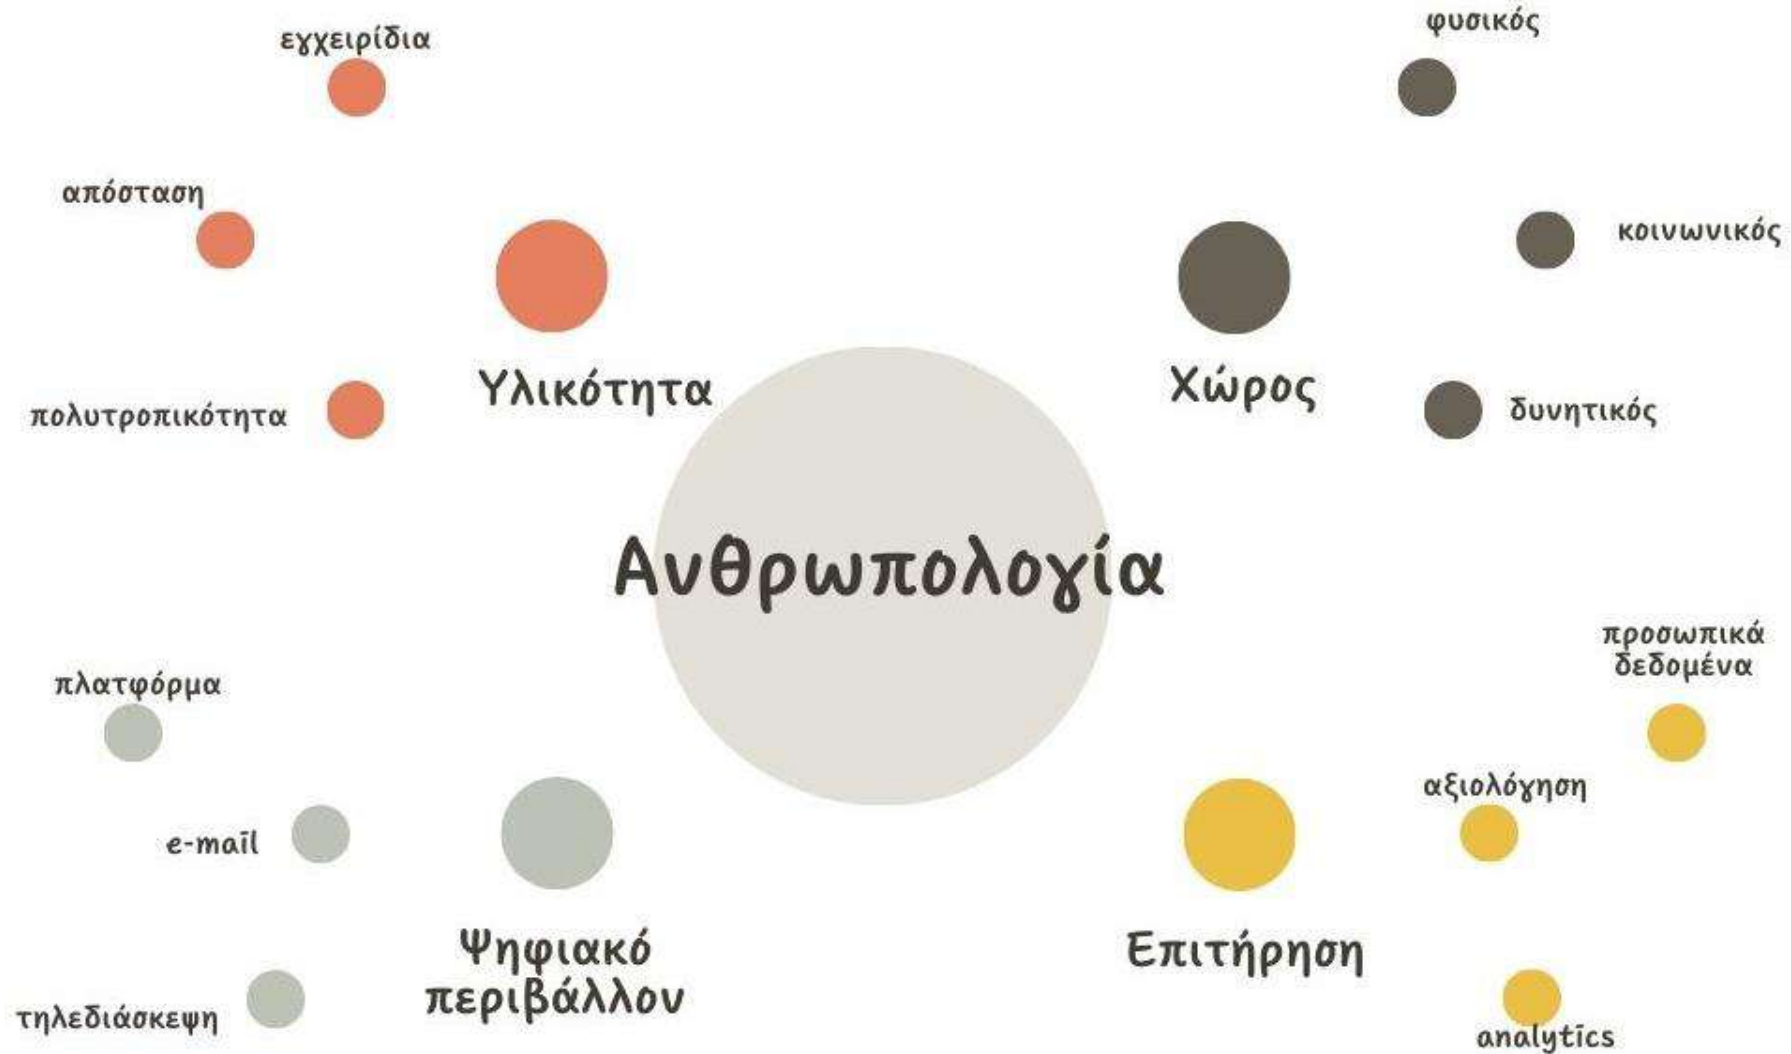 εγχειρίδια
απόσταση
Υλικότητα
πολυτροπικότητα
φυσικός
κοινωνικός
Χώρος
δυνητικός
Ανθρωπολογία
πλατφόρμα
e-mail
Ψηφιακό
περιβάλλον
τηλεδιάσκεψη
προσωπικά
δεδομένα
αξιολόγηση
Επιτήρηση
analytics